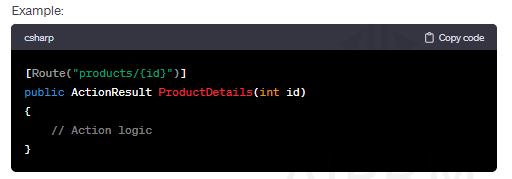 Example:
csharp
Copy code
[Route("products/{id}")]
public ActionResult ProductDetails(int id)
{
// Action logic
}